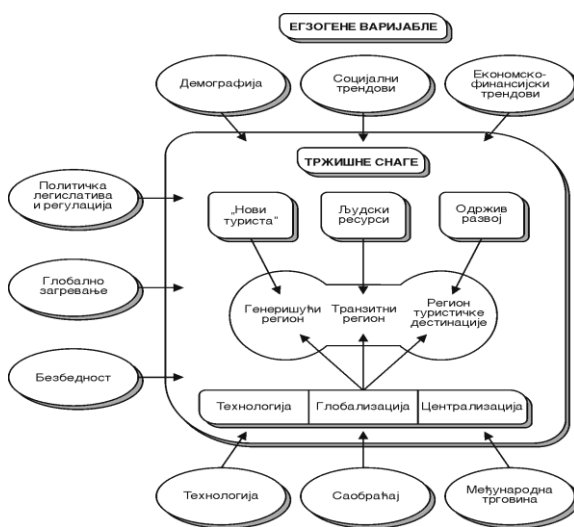 ЕГЗОГЕНЕ ВАРИЈАБЛЕ
Демографија
Социјални
трендови
Економско-
финансијски
трендови
ТРЖИШНЕ СНАГЕ
Политичка
легислатива
и регулација
„Нови
туриста”
Људски
ресурси
Одржив
развој
Глобално
загревање
Генеришући
регион
Транзитни
регион
Регион
туристичке
дестинације
Безбедност
Технологија
Глобализација
Централизација
Технологија
Саобраћај
Међународна
трговина